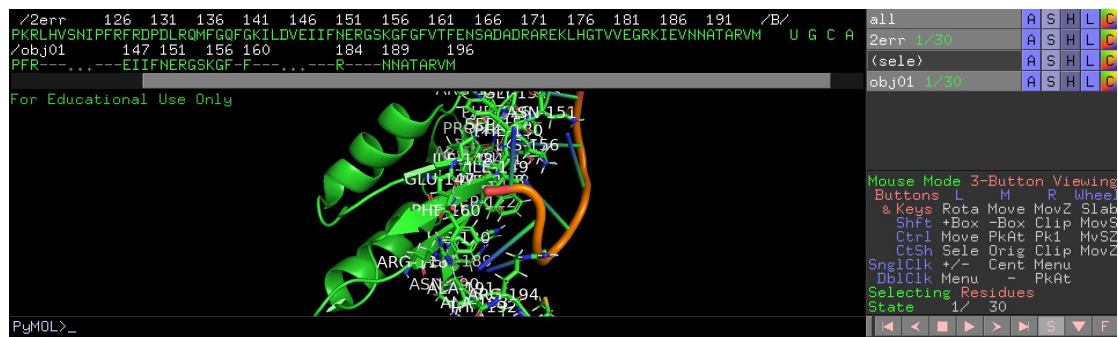 /2err 126 131 136 141 146 151 156 161 166 171 176 181 186 191 /B/
PKRLHVSNIPFRFRDPDLRQMFGQFGKILDVEIIFNERGSKGFGFVTFENSADADRAREKLHGTVVEGRKIEVNNATARVM U G C A
/obj01 147 151 156 160 184 189 196
PFR---....---EIIFNERGSKGF-F---....---R----NNATARVM
For Educational Use Only
ASN-151
GLU-147
PHE-160
ARG-194
all A S H L C
2err 1/30 A S H L C
(sele) A S H L C
obj01 1/30 A S H L C
Mouse Mode 3-Button Viewing
Buttons L M R Wheel
& Keys Rota Move MovZ Slab
Shft +Box -Box Clip MovS
Ctrl Move PkAt Pk1 MvSZ
CtSh Sele Orig Clip MovZ
SnglClk +/- Cent Menu
DblClk Menu - PkAt
Selecting Residues
State 1/ 30
PyMOL>_
S F